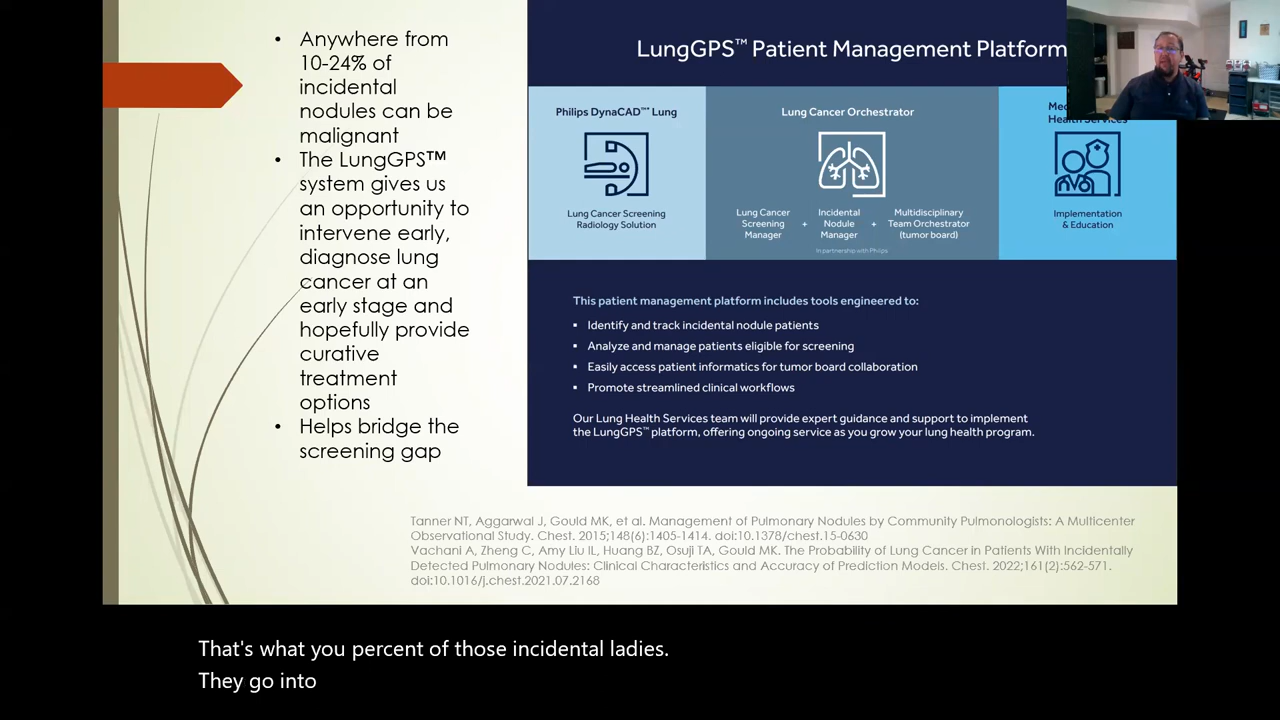 • Anywhere from
10-24% of
incidental
nodules can be
malignant
• The LungGPS™
system gives us
an opportunity to
intervene early,
diagnose lung
cancer at an
early stage and
hopefully provide
curative
treatment
options
• Helps bridge the
screening gap
LungGPS™ Patient Management Platform
Philips DynaCAD™* Lung
Lung Cancer Screening
Radiology Solution
Lung Cancer Orchestrator
Lung Cancer
Screening
Manager
+
Incidental
Nodule
Manager
+
Multidisciplinary
Team Orchestrator
(tumor board)
In partnership with Philips
Implementation
& Education
This patient management platform includes tools engineered to:
▪ Identify and track incidental nodule patients
▪ Analyze and manage patients eligible for screening
▪ Easily access patient informatics for tumor board collaboration
▪ Promote streamlined clinical workflows
Our Lung Health Services team will provide expert guidance and support to implement
the LungGPS™ platform, offering ongoing service as you grow your lung health program.
Tanner NT, Aggarwal J, Gould MK, et al. Management of Pulmonary Nodules by Community Pulmonologists: A Multicenter
Observational Study. Chest. 2015;148(6):1405-1414. doi:10.1378/chest.15-0630
Vachani A, Zheng C, Amy Liu IL, Huang BZ, Osuji TA, Gould MK. The Probability of Lung Cancer in Patients With Incidentally
Detected Pulmonary Nodules: Clinical Characteristics and Accuracy of Prediction Models. Chest. 2022;161(2):562-571.
doi:10.1016/j.chest.2021.07.2168
That's what you percent of those incidental ladies.
They go into